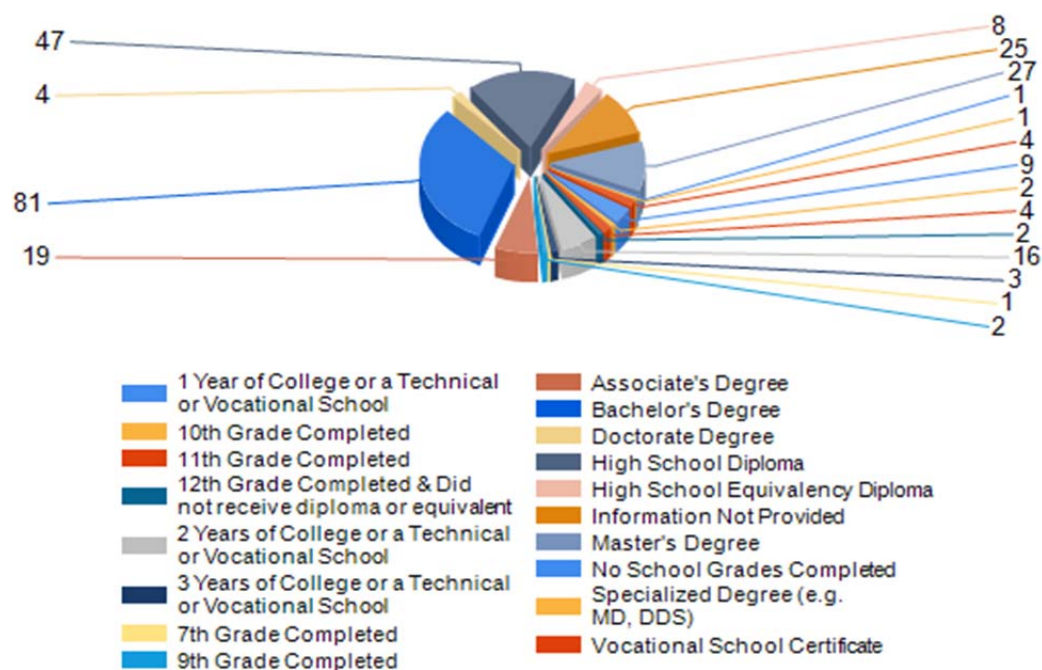 47
4
81
19
8
25
27
1
1
4
9
2
4
2
16
3
1
2
1 Year of College or a Technical
or Vocational School
10th Grade Completed
11th Grade Completed
12th Grade Completed & Did
not receive diploma or equivalent
2 Years of College or a Technical
or Vocational School
3 Years of College or a Technical
or Vocational School
7th Grade Completed
9th Grade Completed
Associate's Degree
Bachelor's Degree
Doctorate Degree
High School Diploma
High School Equivalency Diploma
Information Not Provided
Master's Degree
No School Grades Completed
Specialized Degree (e.g.
MD, DDS)
Vocational School Certificate